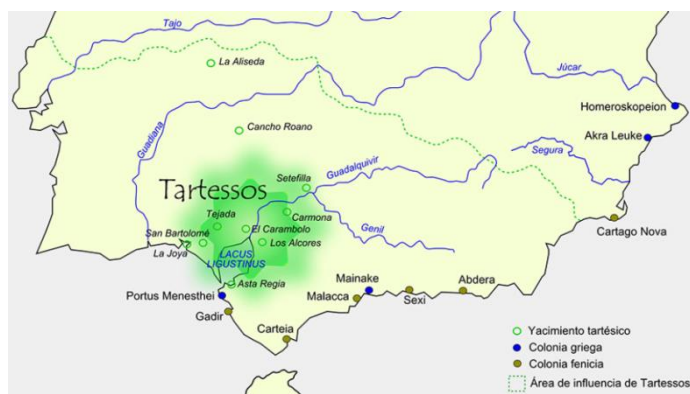 Tajo
La Aliseda
Júcar
Homeroskopeion
Cancho Roano
Akra Leuke
Guadiana
Segura
Guadalquivir
Setefilla
Tartessos
Tejada
Carmona
Cartago Nova
San Bartolomé
El Carambolo
Genil
La Joya
Los Alcores
LACUS
LIGUSTINUS
Asta Regia
Mainake
Abdera
Portus Menesthei
Malacca
Sexi
Gadir
Carteia
Yacimiento tartésico
Colonia griega
Colonia fenicia
Área de influencia de Tartessos